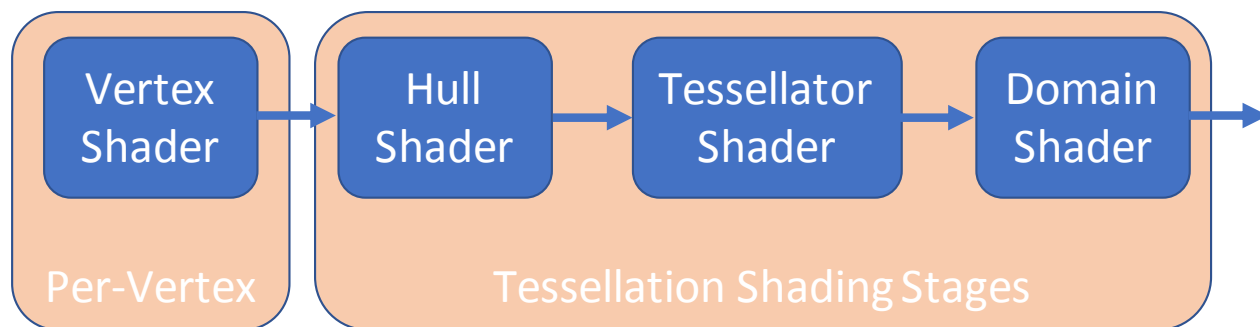 Vertex
Shader
Hull
Shader
Tessellator
Shader
Domain
Shader
Per-Vertex
Tessellation Shading Stages